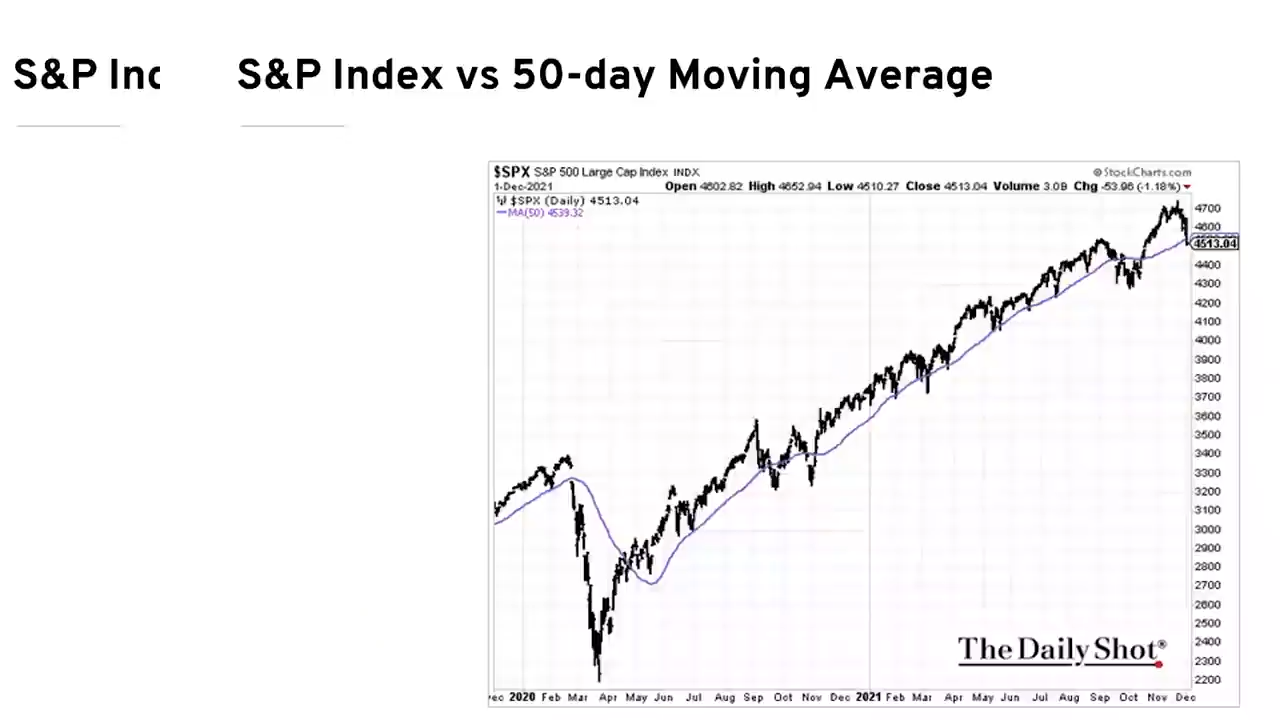 S&P Inc
S&P Index vs 50-day Moving Average
$SPX S&P 500 Large Cap Index INDX
@StockCharts.com
1-Dec-2021
Open 4602.82 High 4652.94 Low 4510.27 Close 4513.04 Volume 3.0B Chg -53.96 (-1.18%)
$SPX (Daily) 4513.04
MA(50) 4539.32
4700
4600
4513.04
4400
4300
4200
4100
4000
3900
3800
3700
3600
3500
3400
3300
3200
3100
3000
2900
2800
2700
2600
2500
2400
2300
2200
The Daily Shot®
ec 2020 Feb Mar Apr May Jun Jul Aug Sep Oct Nov Dec 2021 Feb Mar Apr May Jun Jul Aug Sep Oct Nov Dec